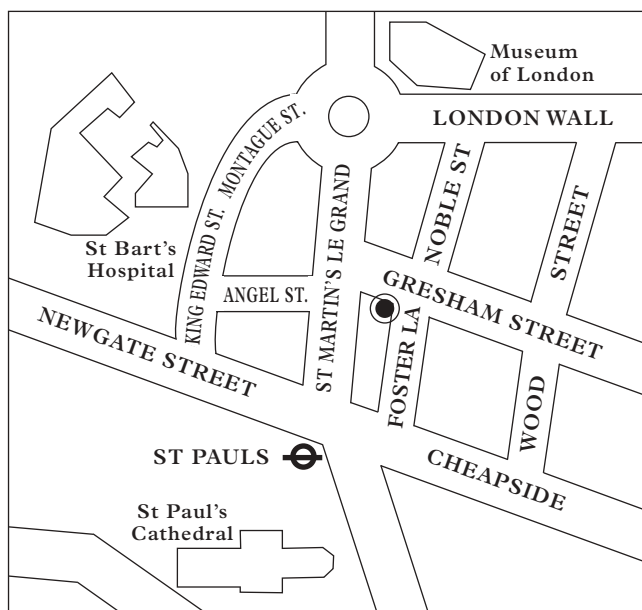 Museum
of London
LONDON WALL
MONTAGUE ST.
KING EDWARD ST.
NOBLE ST
STREET
St Bart's
Hospital
ST MARTIN'S LE GRAND
ANGEL ST.
GRESHAM STREET
NEWGATE STREET
FOSTER LA
WOOD
ST PAULS
CHEAPSIDE
St Paul's
Cathedral